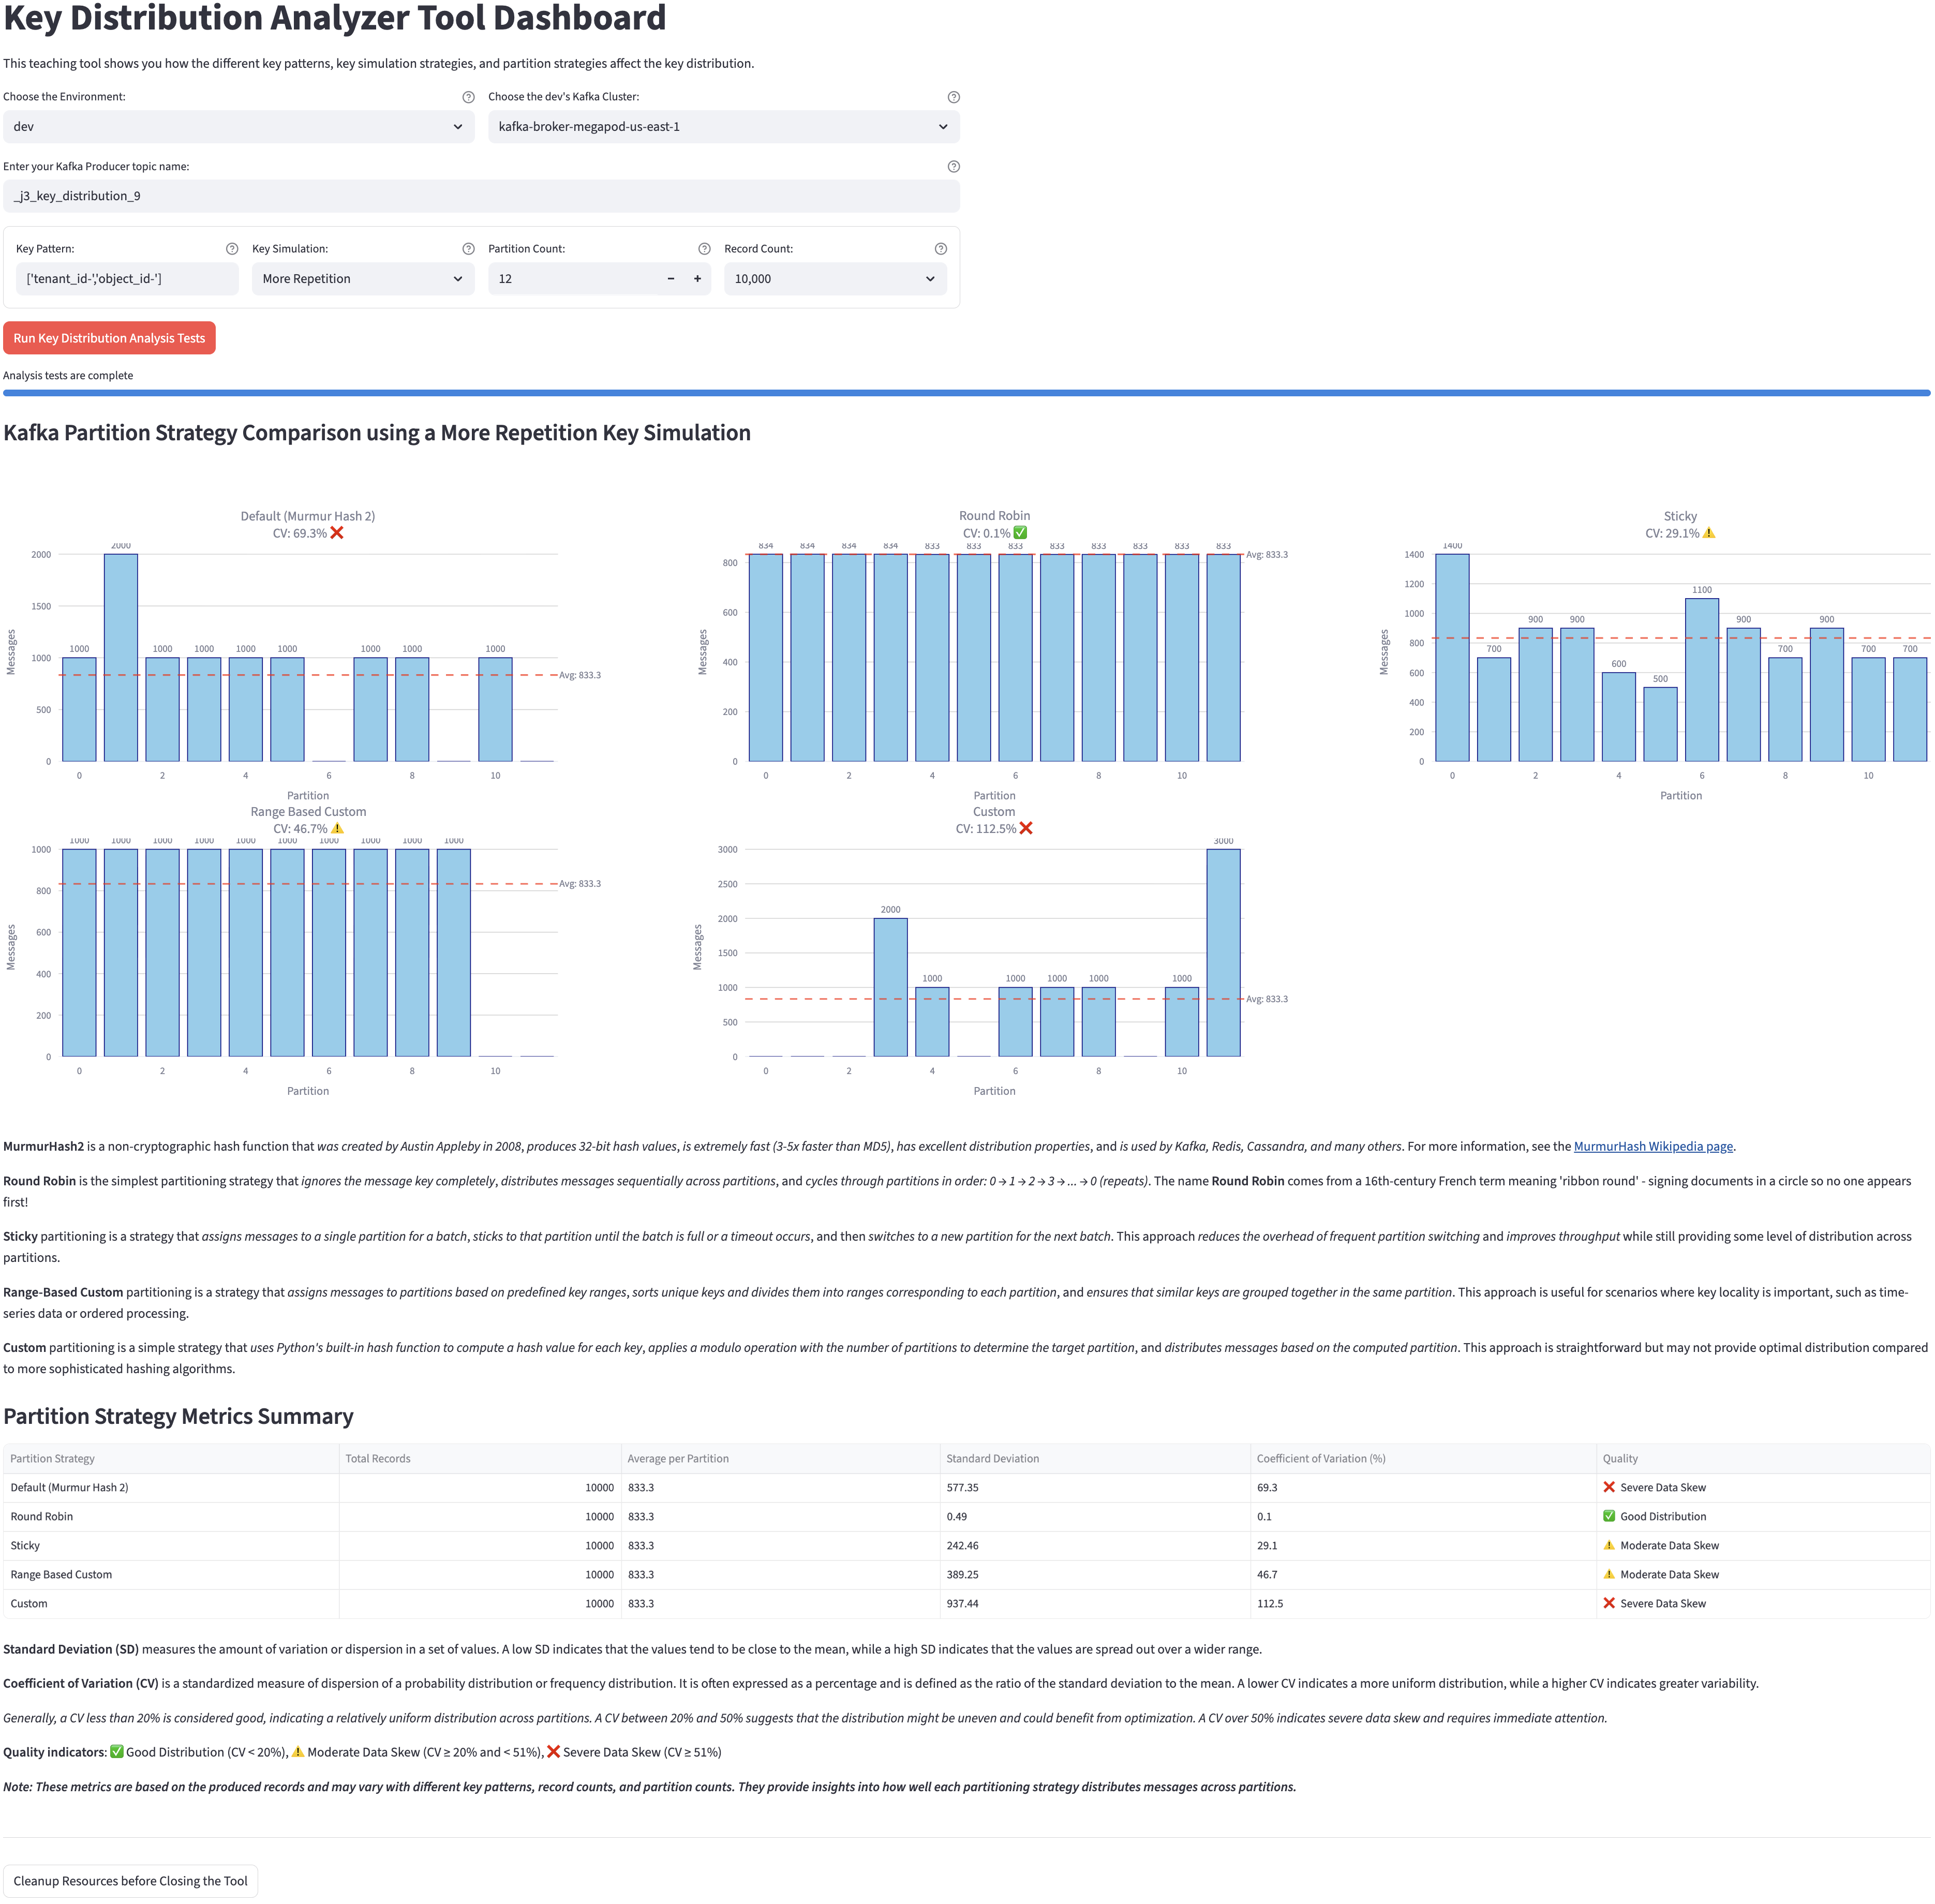 Key Distribution Analyzer Tool Dashboard
This teaching tool shows you how the different key patterns, key simulation strategies, and partition strategies affect the key distribution.
Choose the Environment:
Choose the dev's Kafka Cluster:
dev
kafka-broker-megapod-us-east-1
Enter your Kafka Producer topic name:
_j3_key_distribution_9
Key Pattern:
Key Simulation:
Partition Count:
Record Count:
['tenant_id-','object_id-']
More Repetition
12
10,000
Run Key Distribution Analysis Tests
Analysis tests are complete
Kafka Partition Strategy Comparison using a More Repetition Key Simulation
Default (Murmur Hash 2)
CV: 69.3% ❌
2000
1500
1000
500
0
Messages
1000 2000 1000 1000 1000 1000 1000 1000 1000
Avg: 833.3
0 2 4 6 8 10
Partition
Round Robin
CV: 0.1% ✅
800
600
400
200
0
Messages
834 834 834 834 833 833 833 833 833 833 833 833
Avg: 833.3
0 2 4 6 8 10
Partition
Sticky
CV: 29.1% ⚠️
1400
1200
1000
800
600
400
200
0
Messages
1400 700 900 900 600 500 1100 900 700 900 700 700
0 2 4 6 8 10
Partition
Range Based Custom
CV: 46.7% ⚠️
1000
800
600
400
200
0
Messages
1000 1000 1000 1000 1000 1000 1000 1000 1000 1000
Avg: 833.3
0 2 4 6 8 10
Partition
Custom
CV: 112.5% ❌
3000
2500
2000
1500
1000
500
0
Messages
2000 1000 1000 1000 1000 1000 3000
Avg: 833.3
0 2 4 6 8 10
Partition
MurmurHash2 is a non-cryptographic hash function that was created by Austin Appleby in 2008, produces 32-bit hash values, is extremely fast (3-5x faster than MD5), has excellent distribution properties, and is used by Kafka, Redis, Cassandra, and many others. For more information, see the MurmurHash Wikipedia page.
Round Robin is the simplest partitioning strategy that ignores the message key completely, distributes messages sequentially across partitions, and cycles through partitions in order: 0 → 1 → 2 → 3 → ... → 0 (repeats). The name Round Robin comes from a 16th-century French term meaning 'ribbon round' - signing documents in a circle so no one appears
first!
Sticky partitioning is a strategy that assigns messages to a single partition for a batch, sticks to that partition until the batch is full or a timeout occurs, and then switches to a new partition for the next batch. This approach reduces the overhead of frequent partition switching and improves throughput while still providing some level of distribution across
partitions.
Range-Based Custom partitioning is a strategy that assigns messages to partitions based on predefined key ranges, sorts unique keys and divides them into ranges corresponding to each partition, and ensures that similar keys are grouped together in the same partition. This approach is useful for scenarios where key locality is important, such as time-
series data or ordered processing.
Custom partitioning is a simple strategy that uses Python's built-in hash function to compute a hash value for each key, applies a modulo operation with the number of partitions to determine the target partition, and distributes messages based on the computed partition. This approach is straightforward but may not provide optimal distribution compared
to more sophisticated hashing algorithms.
Partition Strategy Metrics Summary
Partition Strategy Total Records Average per Partition Standard Deviation Coefficient of Variation (%) Quality
Default (Murmur Hash 2) 10000 833.3 577.35 69.3 ❌ Severe Data Skew
Round Robin 10000 833.3 0.49 0.1 ✅ Good Distribution
Sticky 10000 833.3 242.46 29.1 ⚠️ Moderate Data Skew
Range Based Custom 10000 833.3 389.25 46.7 ⚠️ Moderate Data Skew
Custom 10000 833.3 937.44 112.5 ❌ Severe Data Skew
Standard Deviation (SD) measures the amount of variation or dispersion in a set of values. A low SD indicates that the values tend to be close to the mean, while a high SD indicates that the values are spread out over a wider range.
Coefficient of Variation (CV) is a standardized measure of dispersion of a probability distribution or frequency distribution. It is often expressed as a percentage and is defined as the ratio of the standard deviation to the mean. A lower CV indicates a more uniform distribution, while a higher CV indicates greater variability.
Generally, a CV less than 20% is considered good, indicating a relatively uniform distribution across partitions. A CV between 20% and 50% suggests that the distribution might be uneven and could benefit from optimization. A CV over 50% indicates severe data skew and requires immediate attention.
Quality indicators: ✅ Good Distribution (CV < 20%), ⚠️ Moderate Data Skew (CV ≥ 20% and < 51%), ❌ Severe Data Skew (CV ≥ 51%)
Note: These metrics are based on the produced records and may vary with different key patterns, record counts, and partition counts. They provide insights into how well each partitioning strategy distributes messages across partitions.
Cleanup Resources before Closing the Tool